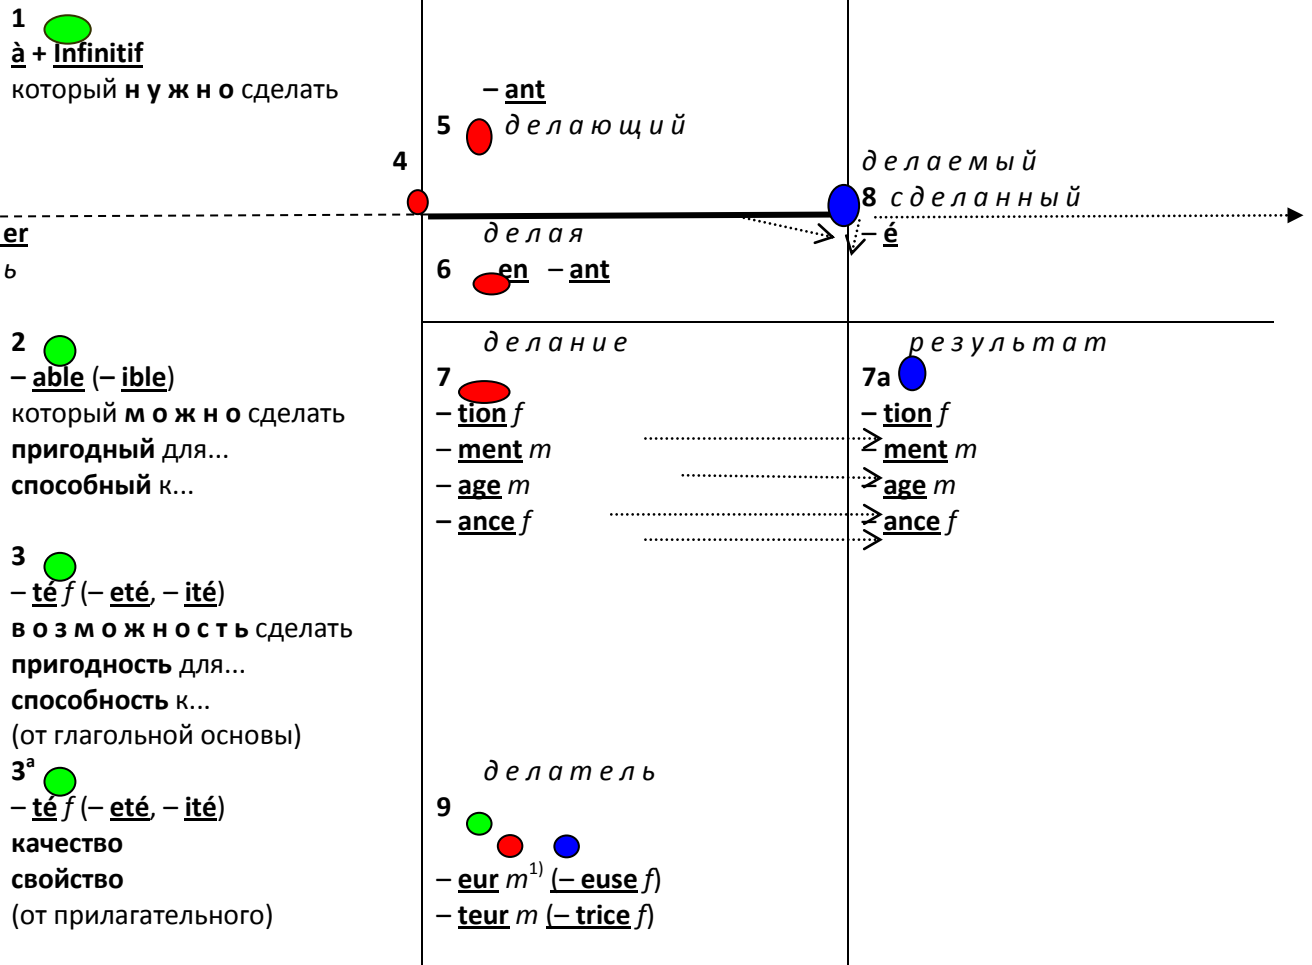 1
à + Infinitif
который н у ж н о сделать
– ant
5 д е л а ю щ и й
4
д е л а е м ы й
8 с д е л а н н ы й
er
д е л а я
– é
ь
6 en – ant
2
д е л а н и е
р е з у л ь т а т
– able (– ible)
7
7а
который м о ж н о сделать
– tion f
– tion f
пригодный для...
– ment m
– ment m
способный к...
– age m
– age m
– ance f
– ance f
3
– té f (– eté, – ité)
в о з м о ж н о с т ь сделать
пригодность для...
способность к...
(от глагольной основы)
3а
д е л а т е л ь
– té f (– eté, – ité)
9
качество
свойство
– eur m1) (– euse f)
(от прилагательного)
– teur m (– trice f)